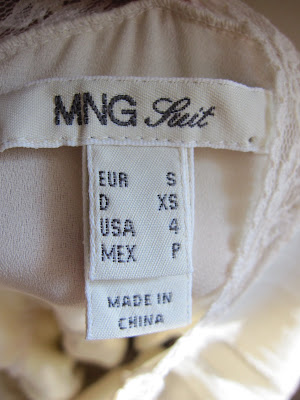 MNG Suit
EUR S
D XS
USA 4
MEX P
MADE IN
CHINA